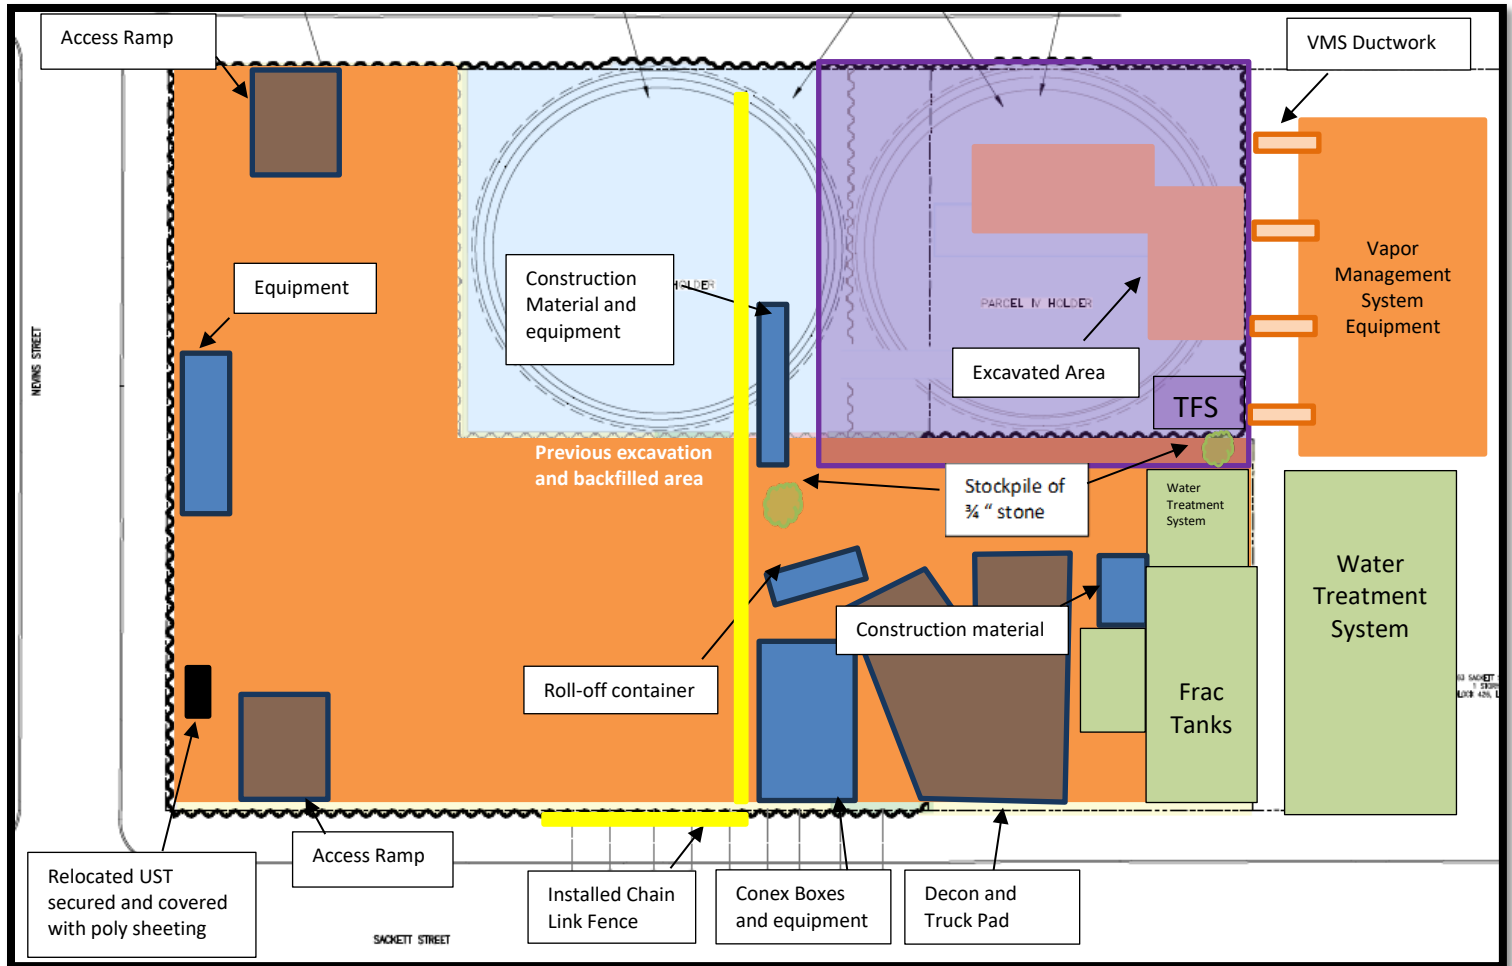 Access Ramp
VMS Ductwork
Equipment
Construction
Material and
equipment
HOLDER
PARCEL IV HOLDER
Vapor
Management
System
Equipment
NEVINS STREET
Excavated Area
TFS
Previous excavation
and backfilled area
Stockpile of
¾ “ stone
Water
Treatment
System
Water
Treatment
System
Construction material
Roll-off container
Frac
Tanks
Access Ramp
Relocated UST
secured and covered
with poly sheeting
Installed Chain
Link Fence
Conex Boxes
and equipment
Decon and
Truck Pad
SACKETT STREET